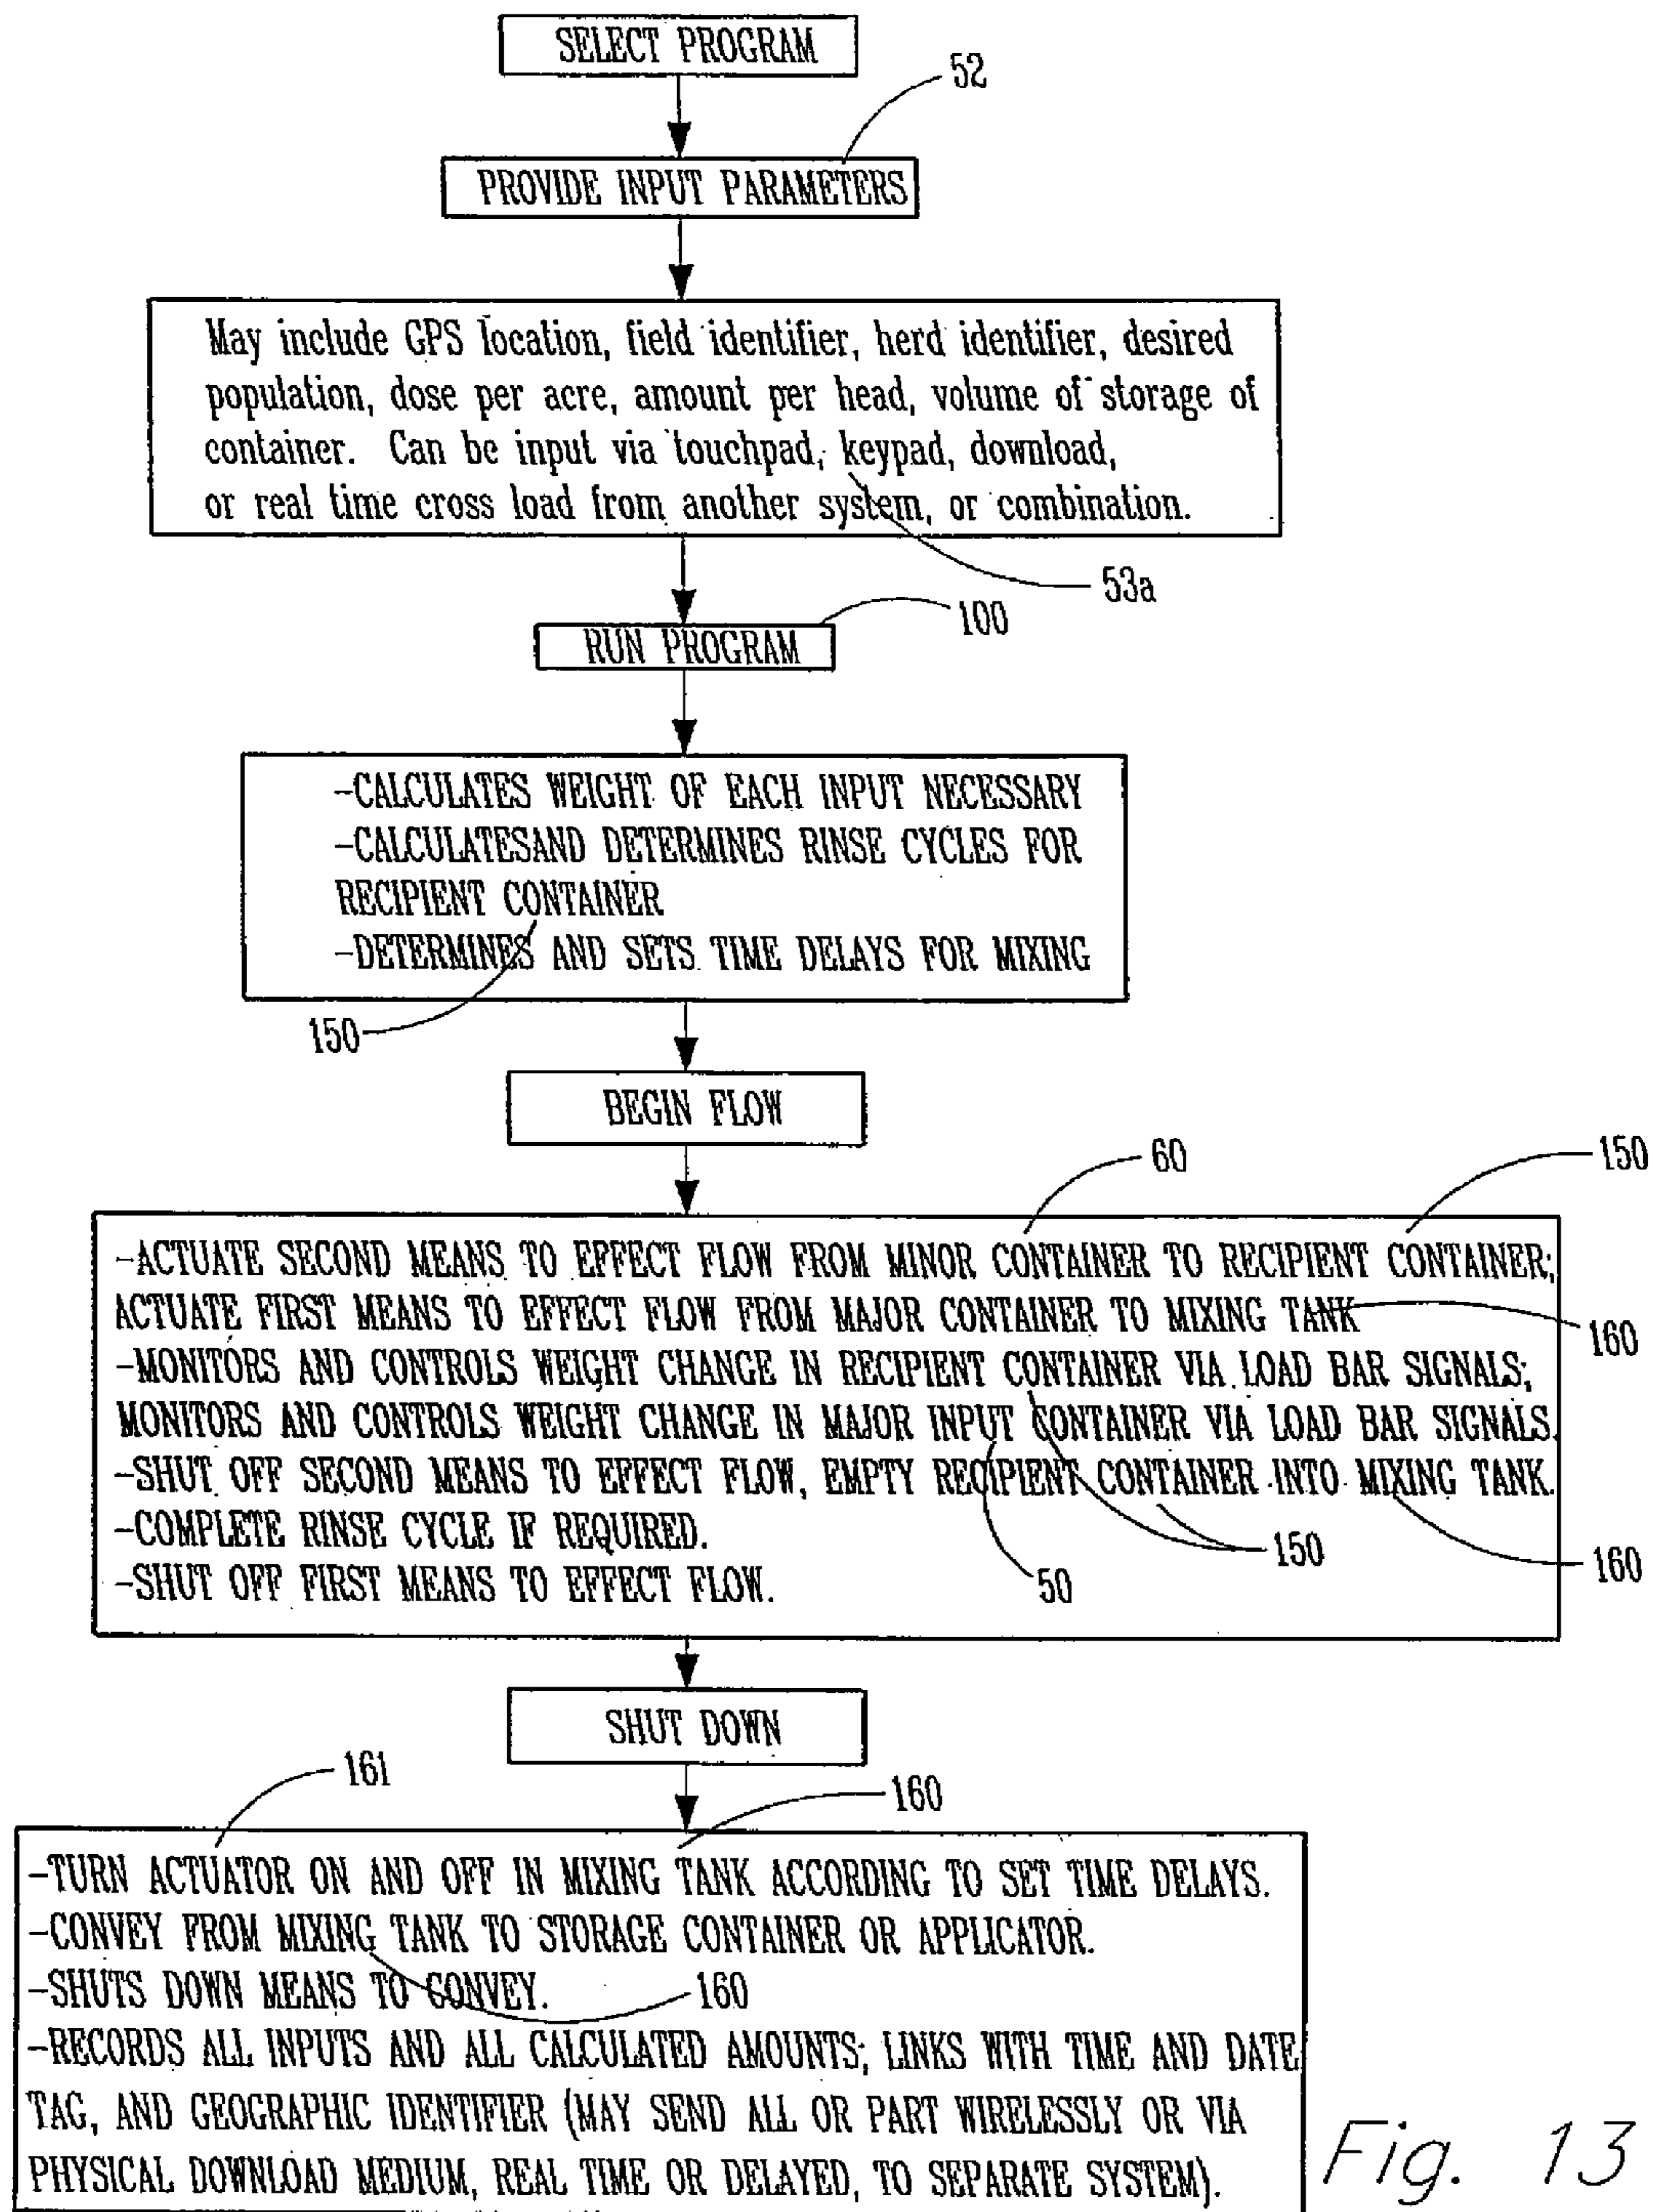 SELECT PROGRAM
52
PROVIDE INPUT PARAMETERS
May include GPS location, field identifier, herd identifier, desired
population, dose per acre, amount per head, volume of storage of
container. Can be input via touchpad, keypad, download,
or real time cross load from another system, or combination.
53a
100
RUN PROGRAM
-CALCULATES WEIGHT OF EACH INPUT NECESSARY
-CALCULATESAND DETERMINES RINSE CYCLES FOR
RECIPIENT CONTAINER
-DETERMINES AND SETS TIME DELAYS FOR MIXING
150
BEGIN FLOW
60
150
-ACTUATE SECOND MEANS TO EFFECT FLOW FROM MINOR CONTAINER TO RECIPIENT CONTAINER;
ACTUATE FIRST MEANS TO EFFECT FLOW FROM MAJOR CONTAINER TO MIXING TANK
160
-MONITORS AND CONTROLS WEIGHT CHANGE IN RECIPIENT CONTAINER VIA LOAD BAR SIGNALS;
MONITORS AND CONTROLS WEIGHT CHANGE IN MAJOR INPUT CONTAINER VIA LOAD BAR SIGNALS.
-SHUT OFF SECOND MEANS TO EFFECT FLOW, EMPTY RECIPIENT CONTAINER INTO MIXING TANK.
-COMPLETE RINSE CYCLE IF REQUIRED.
150
160
-SHUT OFF FIRST MEANS TO EFFECT FLOW.
50
SHUT DOWN
161
160
-TURN ACTUATOR ON AND OFF IN MIXING TANK ACCORDING TO SET TIME DELAYS.
-CONVEY FROM MIXING TANK TO STORAGE CONTAINER OR APPLICATOR.
-SHUTS DOWN MEANS TO CONVEY.
160
-RECORDS ALL INPUTS AND ALL CALCULATED AMOUNTS; LINKS WITH TIME AND DATE
TAG, AND GEOGRAPHIC IDENTIFIER (MAY SEND ALL OR PART WIRELESSLY OR VIA
PHYSICAL DOWNLOAD MEDIUM, REAL TIME OR DELAYED, TO SEPARATE SYSTEM).
Fig. 13